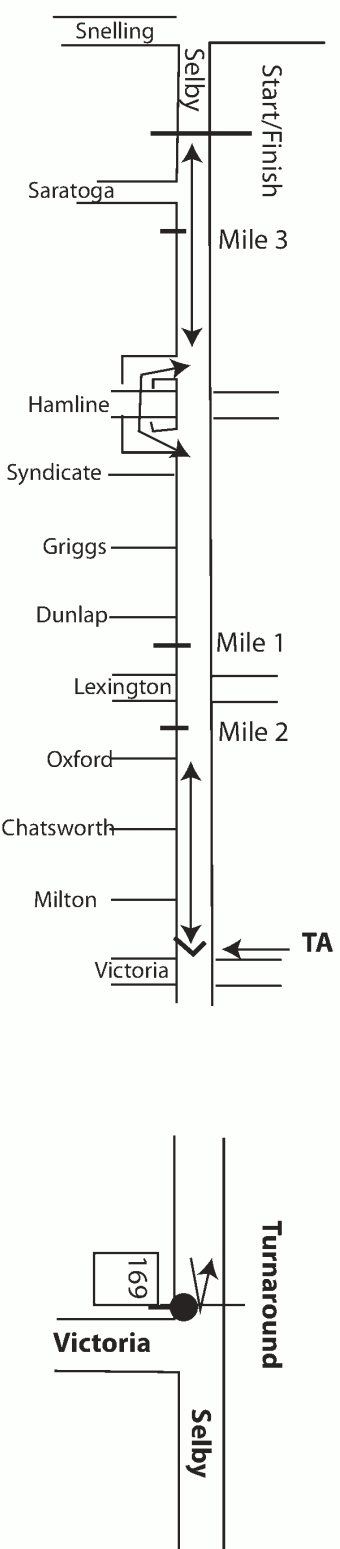 Snelling
Selby
Start/Finish
Saratoga
Mile 3
Hamline
Syndicate
Griggs
Dunlap
Mile 1
Lexington
Mile 2
Oxford
Chatsworth
Milton
TA
Victoria
169
Turnaround
Victoria
Selby